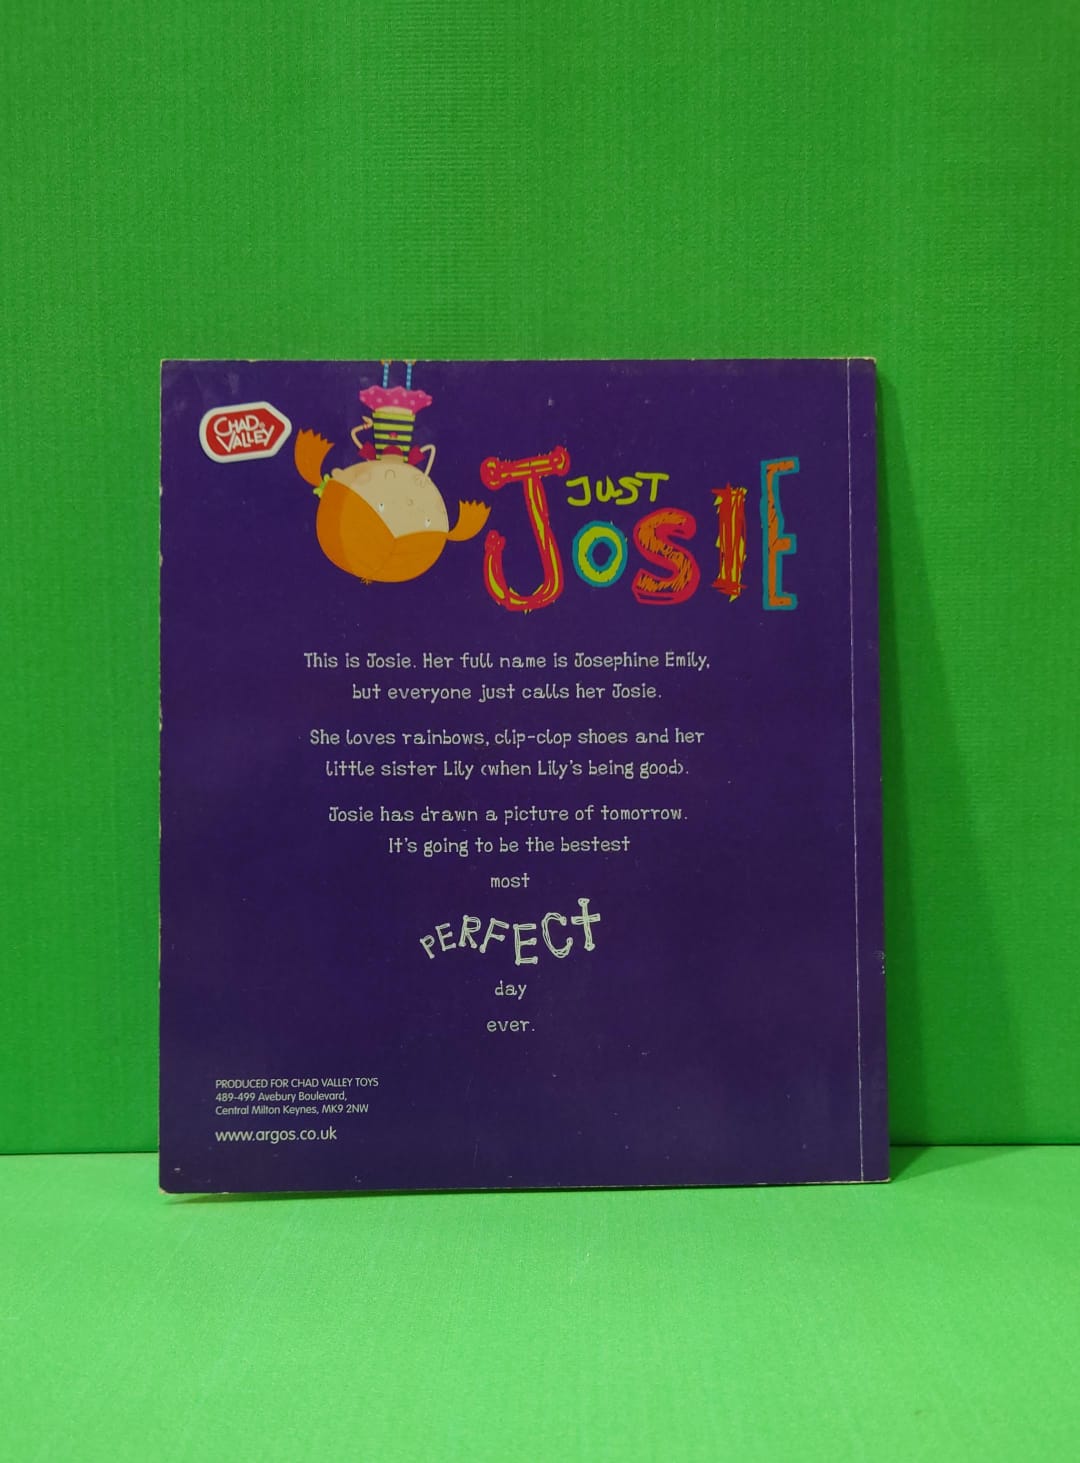 CHAD
VALLEY
JUST
JOSIE
This is Josie. Her full name is Josephine Emily,
but everyone just calls her Josie.
She loves rainbows, clip-clop shoes and her
little sister Lily (when Lily's being good).
Josie has drawn a picture of tomorrow.
It's going to be the bestest
most
PERFECT
day
ever.
PRODUCED FOR CHAD VALLEY TOYS
489-499 Avebury Boulevard,
Central Milton Keynes, MK9 2NW
www.argos.co.uk